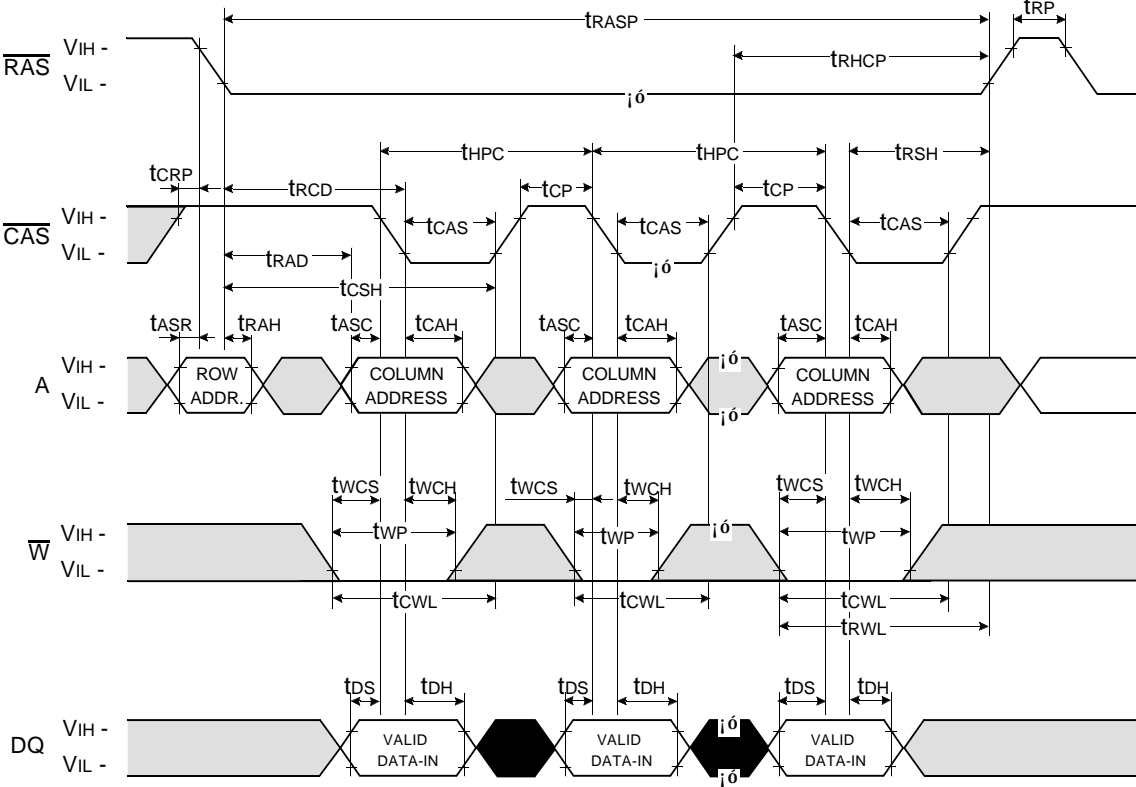 tRASP
tRP
RAS
VIH -
VIL -
tRHCP
¡ó
tHPC
tHPC
tRSH
tCRP
tRCD
tCP
tCP
CAS
VIH -
VIL -
tCAS
tCAS
tCAS
¡ó
tRAD
tCSH
tASR
tRAH
tASC
tCAH
tASC
tCAH
tASC
tCAH
A
VIH -
VIL -
ROW
ADDR.
COLUMN
ADDRESS
COLUMN
ADDRESS
¡ó
¡ó
COLUMN
ADDRESS
tWCS
tWCH
tWCS
tWCH
tWCS
tWCH
W
VIH -
VIL -
tWP
tWP
¡ó
tWP
tCWL
tCWL
tCWL
tRWL
tDS
tDH
tDS
tDH
tDS
tDH
DQ
VIH -
VIL -
VALID
DATA-IN
VALID
DATA-IN
¡ó
¡ó
VALID
DATA-IN